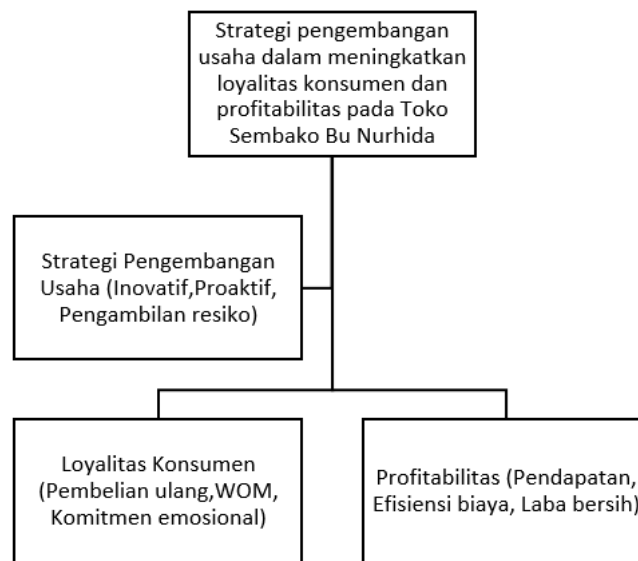 Strategi pengembangan
usaha dalam meningkatkan
loyalitas konsumen dan
profitabilitas pada Toko
Sembako Bu Nurhida
Strategi Pengembangan
Usaha (Inovatif,Proaktif,
Pengambilan resiko)
Loyalitas Konsumen
(Pembelian ulang,WOM,
Komitmen emosional)
Profitabilitas (Pendapatan,
Efisiensi biaya, Laba bersih)